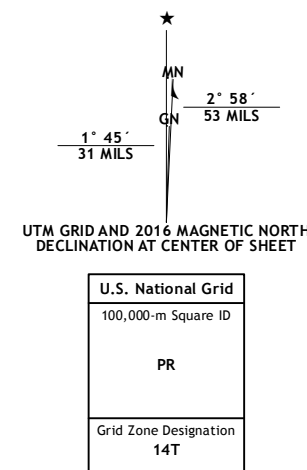 ★
MN
GN
2° 58´
53 MILS
1° 45´
31 MILS
UTM GRID AND 2016 MAGNETIC NORTH
DECLINATION AT CENTER OF SHEET
U.S. National Grid
100,000-m Square ID
PR
Grid Zone Designation
14T